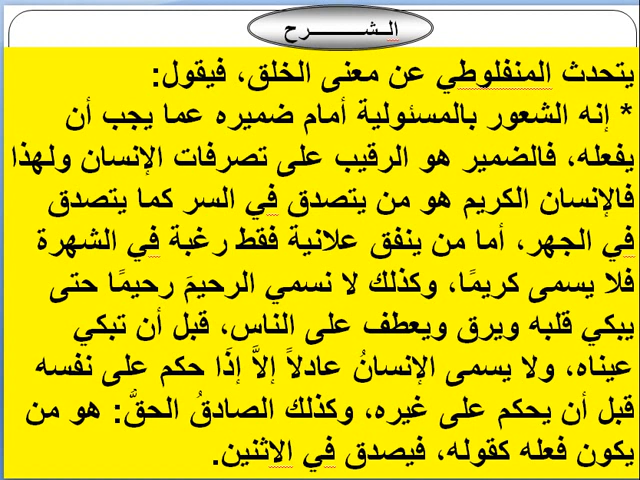 الـشــــــــــرح
يتحدث المنفلوطي عن معنى الخلق، فيقول:
* إنه الشعور بالمسئولية أمام ضميره عما يجب أن
يفعله، فالضمير هو الرقيب على تصرفات الإنسان ولهذا
فالإنسان الكريم هو من يتصدق في السر كما يتصدق
في الجهر، أما من ينفق علانية فقط رغبة في الشهرة
فلا يسمى كريمًا، وكذلك لا نسمي الرحيمَ رحيمًا حتى
يبكي قلبه ويرق ويعطف على الناس، قبل أن تبكي
عيناه، ولا يسمى الإنسانُ عادلاً إلاَّ إذَا حكم على نفسه
قبل أن يحكم على غيره، وكذلك الصادقُ الحقُّ: هو من
يكون فعله كقوله، فيصدق في الاثنين.